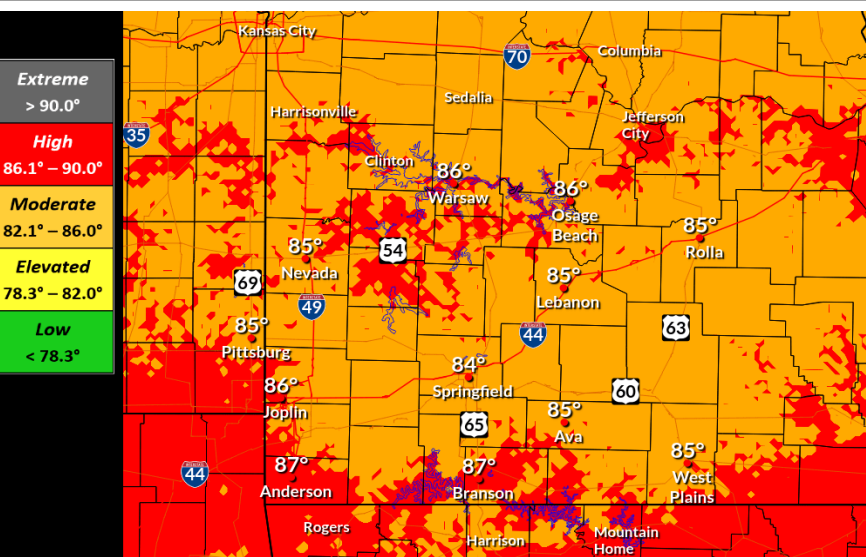 Extreme
> 90.0°
High
86.1° – 90.0°
Moderate
82.1° – 86.0°
Elevated
78.3° – 82.0°
Low
< 78.3°
Kansas City
70
Columbia
Sedalia
Harrisonville
Jefferson
City
35
Clinton
86°
Warsaw
86°
Osage
Beach
85°
Rolla
54
85°
Nevada
69
85°
Lebanon
49
44
63
85°
Pittsburg
84°
Springfield
86°
Joplin
60
65
85°
Ava
85°
West
Plains
44
87°
Anderson
87°
Branson
Rogers
Harrison
Mountain
Home